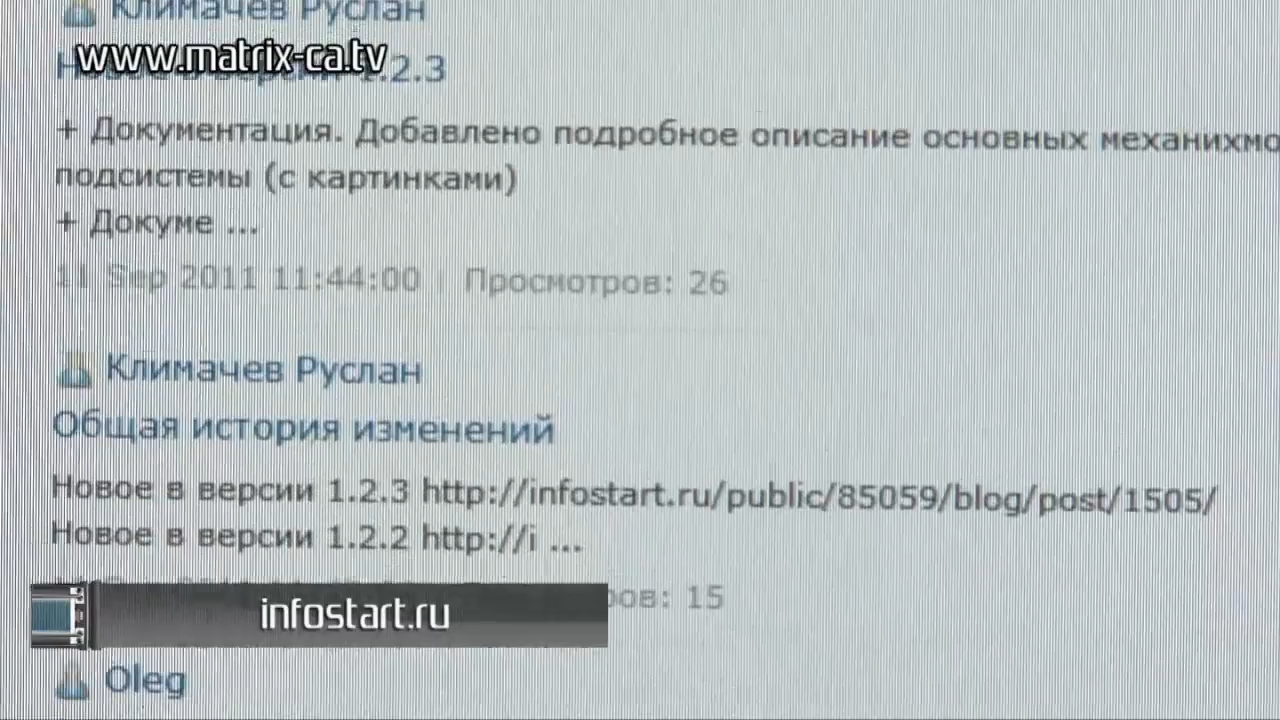 Климачев Руслан
www.matrix-ca.tv
1.2.3
+ Документация. Добавлено подробное описание основных механихмо
подсистемы (с картинками)
+ Докуме ...
11 Sep 2011 11:44:00 | Просмотров: 26
Климачев Руслан
Общая история изменений
Новое в версии 1.2.3 http://infostart.ru/public/85059/blog/post/1505/
Новое в версии 1.2.2 http://i ...
ров: 15
infostart.ru
Oleg